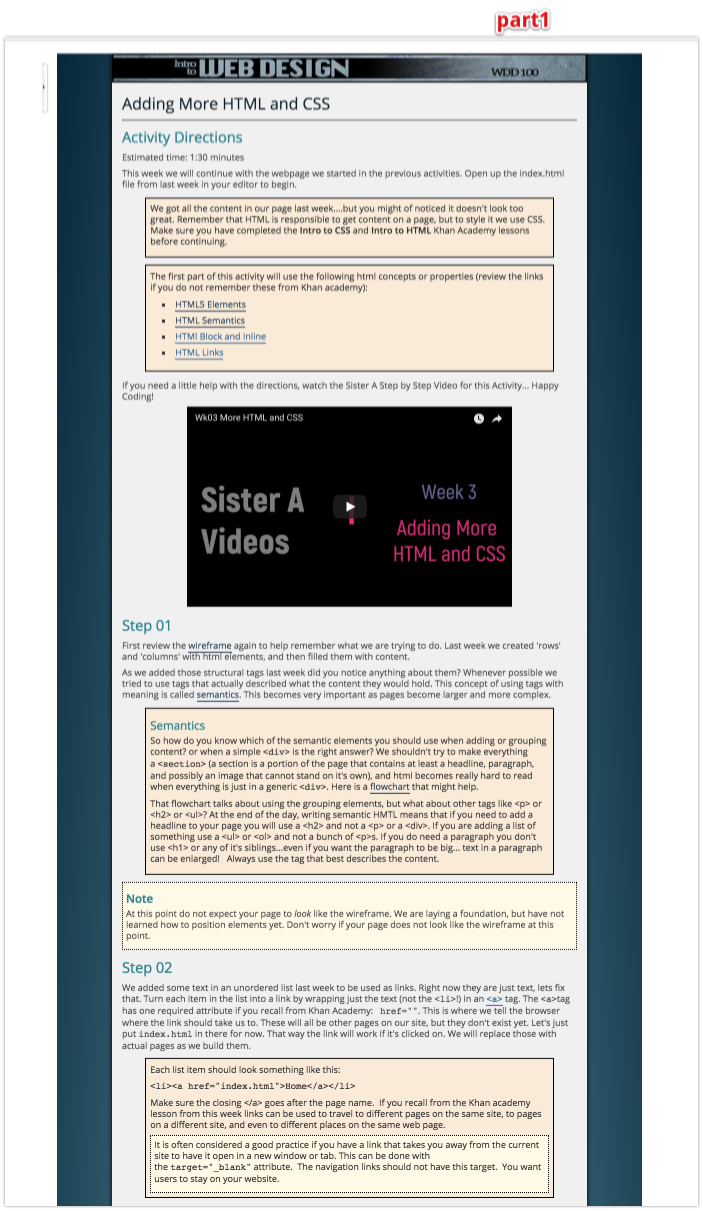 part1
Intro to WEB DESIGN
WDD100
Adding More HTML and CSS
Activity Directions
Estimated time: 1:30 minutes
This week we will continue with the webpage we started in the previous activities. Open up the index.html
file from last week in your editor to begin.
We got all the content in our page last week....but you might of noticed it doesn't look too
great. Remember that HTML is responsible to get content on a page, but to style it we use CSS.
Make sure you have completed the Intro to CSS and Intro to HTML Khan Academy lessons
before continuing.
The first part of this activity will use the following html concepts or properties (review the links
if you do not remember these from Khan academy):
HTML5 Elements
HTML Semantics
HTMl Block and Inline
HTML Links
If you need a little help with the directions, watch the Sister A Step by Step Video for this Activity... Happy
Coding!
Wk03 More HTML and CSS
Sister A
Videos
Week 3
Adding More
HTML and CSS
Step 01
First review the wireframe again to help remember what we are trying to do. Last week we created 'rows'
and 'columns' with html elements, and then filled them with content.
As we added those structural tags last week did you notice anything about them? Whenever possible we
tried to use tags that actually described what the content they would hold. This concept of using tags with
meaning is called semantics. This becomes very important as pages become larger and more complex.
Semantics
So how do you know which of the semantic elements you should use when adding or grouping
content? or when a simple <div> is the right answer? We shouldn't try to make everything
a <section> (a section is a portion of the page that contains at least a headline, paragraph,
and possibly an image that cannot stand on it's own), and html becomes really hard to read
when everything is just in a generic <div>. Here is a flowchart that might help.
That flowchart talks about using the grouping elements, but what about other tags like <p> or
<h2> or <ul>? At the end of the day, writing semantic HMTL means that if you need to add a
headline to your page you will use a <h2> and not a <p> or a <div>. If you are adding a list of
something use a <ul> or <ol> and not a bunch of <p>s. If you do need a paragraph you don't
use <h1> or any of it's siblings...even if you want the paragraph to be big... text in a paragraph
can be enlarged! Always use the tag that best describes the content.
Note
At this point do not expect your page to look like the wireframe. We are laying a foundation, but have not
learned how to position elements yet. Don't worry if your page does not look like the wireframe at this
point.
Step 02
We added some text in an unordered list last week to be used as links. Right now they are just text, lets fix
that. Turn each item in the list into a link by wrapping just the text (not the <li>!) in an <a> tag. The <a>tag
has one required attribute if you recall from Khan Academy: href="". This is where we tell the browser
where the link should take us to. These will all be other pages on our site, but they don't exist yet. Let's just
put index.html in there for now. That way the link will work if it's clicked on. We will replace those with
actual pages as we build them.
Each list item should look something like this:
<li><a href="index.html">Home</a></li>
Make sure the closing </a> goes after the page name. If you recall from the Khan academy
lesson from this week links can be used to travel to different pages on the same site, to pages
on a different site, and even to different places on the same web page.
It is often considered a good practice if you have a link that takes you away from the current
site to have it open in a new window or tab. This can be done with
the target="_blank" attribute. The navigation links should not have this target. You want
users to stay on your website.